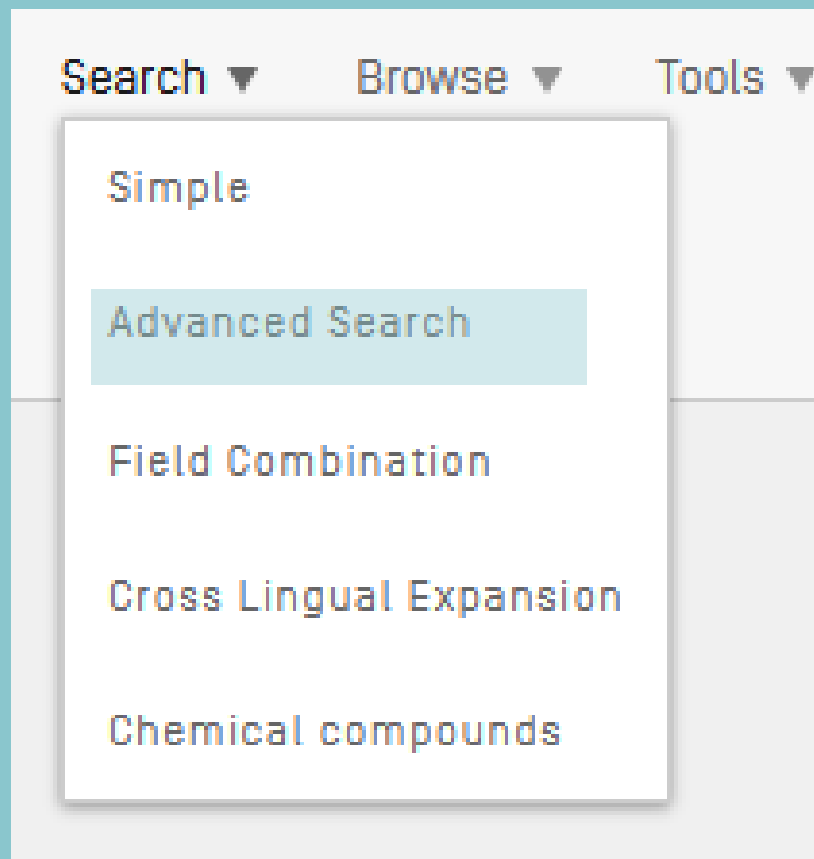 Search ▼ Browse ▼ Tools ▼
Simple
Advanced Search
Field Combination
Cross Lingual Expansion
Chemical compounds